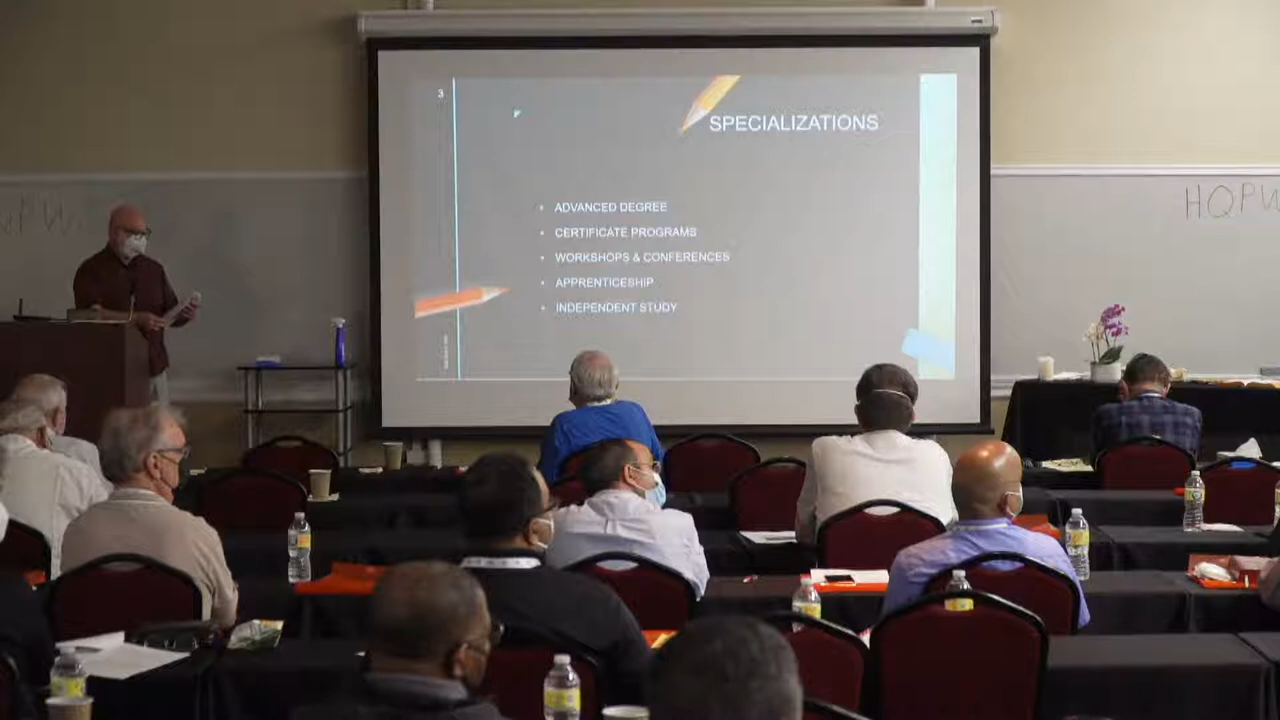 3
SPECIALIZATIONS
• ADVANCED DEGREE
• CERTIFICATE PROGRAMS
• WORKSHOPS & CONFERENCES
• APPRENTICESHIP
• INDEPENDENT STUDY
HQPW